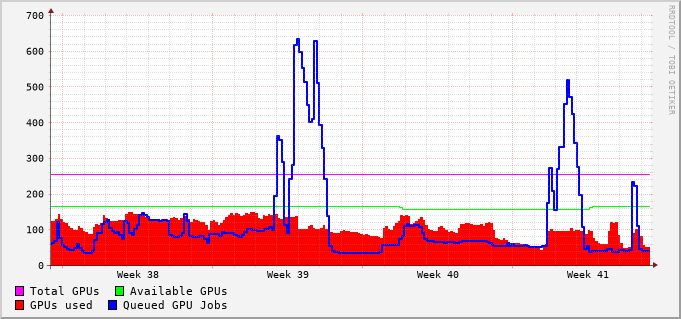 700
600
500
400
300
200
100
0
Week 38 Week 39 Week 40 Week 41
Total GPUs Available GPUs
GPUs used Queued GPU Jobs
RRDTOOL / TOBI OETIKER